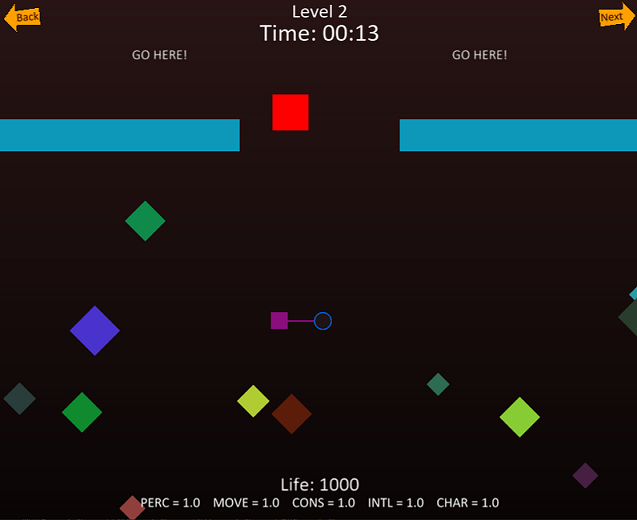 Back
Level 2
Next
Time: 00:13
GO HERE!
GO HERE!
Life: 1000
PERC = 1.0 MOVE = 1.0 CONS = 1.0 INTL = 1.0 CHAR = 1.0